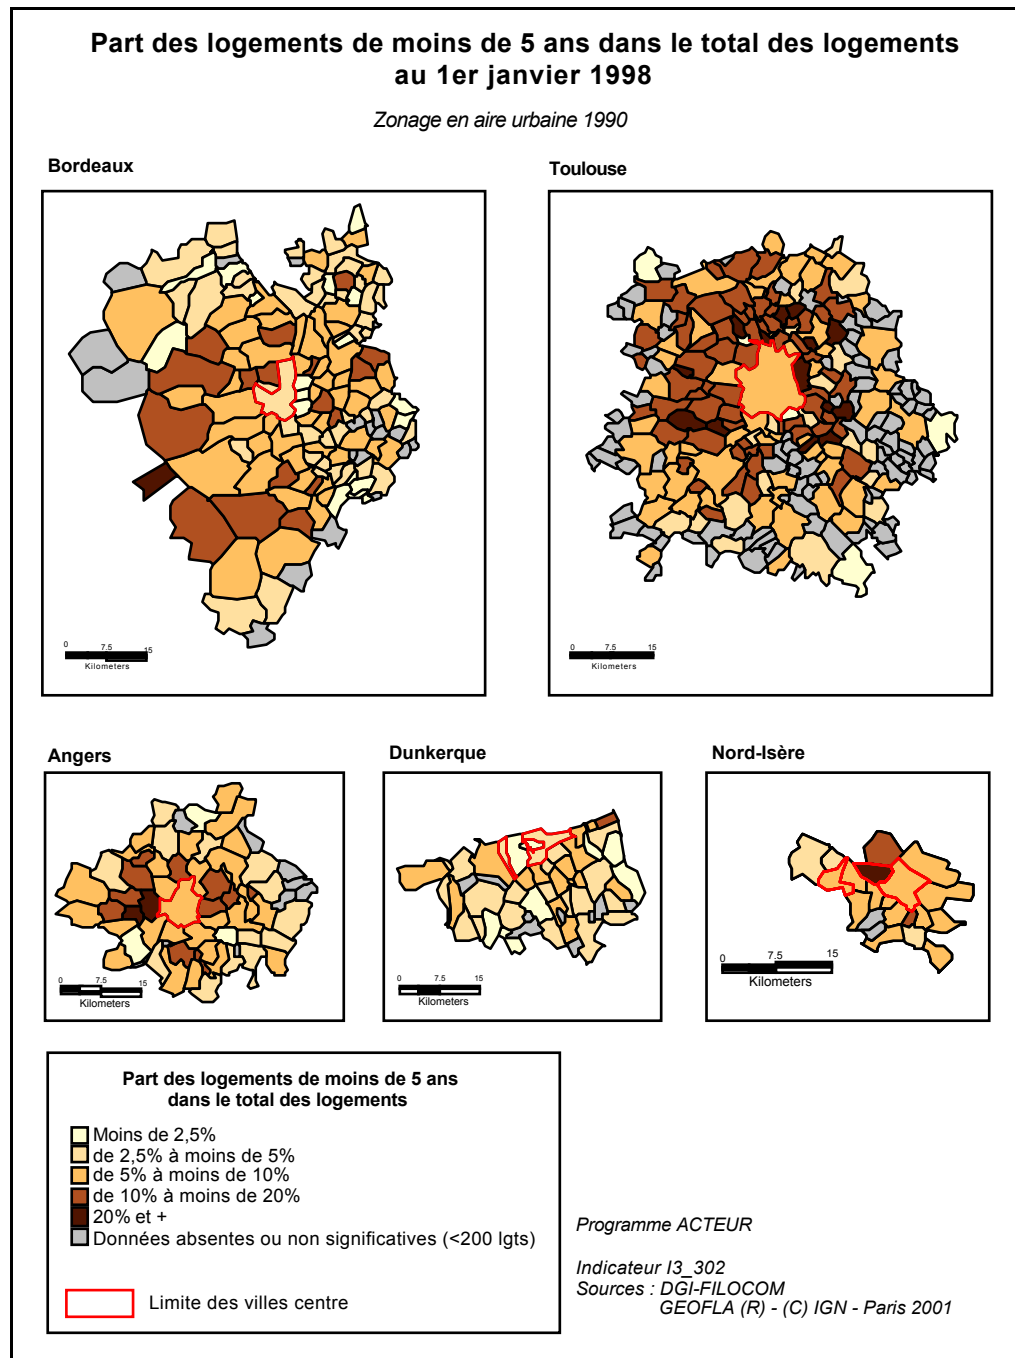 Part des logements de moins de 5 ans dans le total des logements
au 1er janvier 1998
Zonage en aire urbaine 1990
Bordeaux
Toulouse
0 7.5 15
Kilometers
0 7.5 15
Kilometers
Angers
Dunkerque
Nord-Isère
0 7.5 15
Kilometers
0 7.5 15
Kilometers
0 7.5 15
Kilometers
Part des logements de moins de 5 ans
dans le total des logements
Moins de 2,5%
de 2,5% à moins de 5%
de 5% à moins de 10%
de 10% à moins de 20%
20% et +
Données absentes ou non significatives (<200 lgts)
Limite des villes centre
Programme ACTEUR
Indicateur I3_302
Sources : DGI-FILOCOM
GEOFLA (R) - (C) IGN - Paris 2001